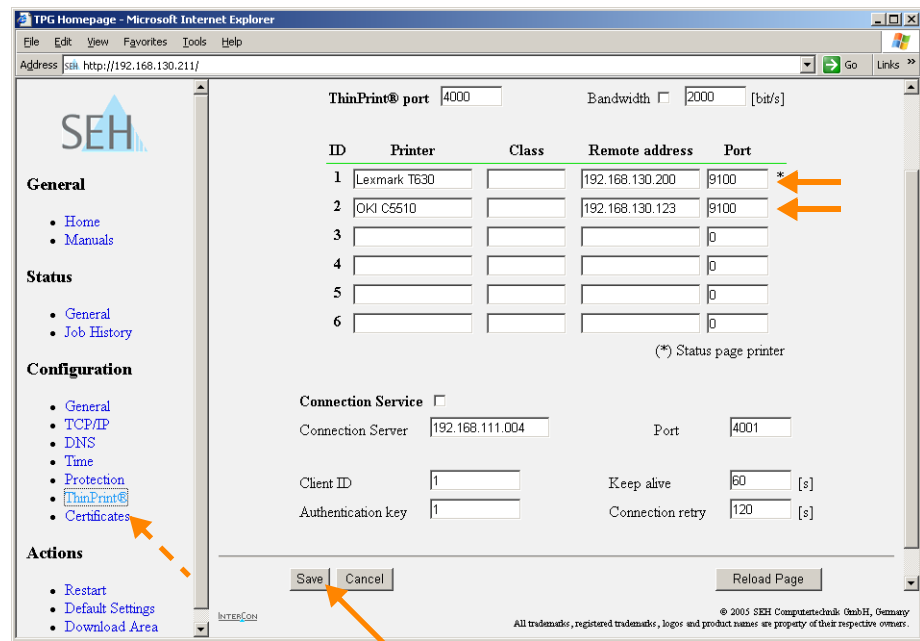 TPG Homepage - Microsoft Internet Explorer
File Edit View Favorites Tools Help
Address SEH http://192.168.130.211/ Go Links »
SEH
General
Home
Manuals
Status
General
Job History
Configuration
General
TCP/IP
DNS
Time
Protection
ThinPrint®
Certificates
Actions
Restart
Default Settings
Download Area
ThinPrint® port 4000 Bandwidth 2000 [bit/s]
ID Printer Class Remote address Port
1 Lexmark T630 192.168.130.200 9100 *
2 OKI C5510 192.168.130.123 9100
3 0
4 0
5 0
6 0
(*) Status page printer
Connection Service
Connection Server 192.168.111.004 Port 4001
Client ID 1 Keep alive 60 [s]
Authentication key 1 Connection retry 120 [s]
Save Cancel Reload Page
INTERCON © 2005 SEH Computertechnik GmbH, Germany
All trademarks, registered trademarks, logos and product names are property of their respective owners.